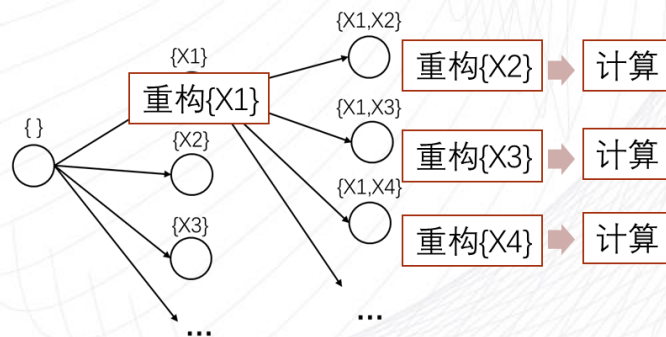 {X1,X2}
{X1}
重构{X2}
计算
重构{X1}
{X1,X3}
{ }
{X2}
重构{X3}
计算
{X1,X4}
{X3}
重构{X4}
计算
...
...